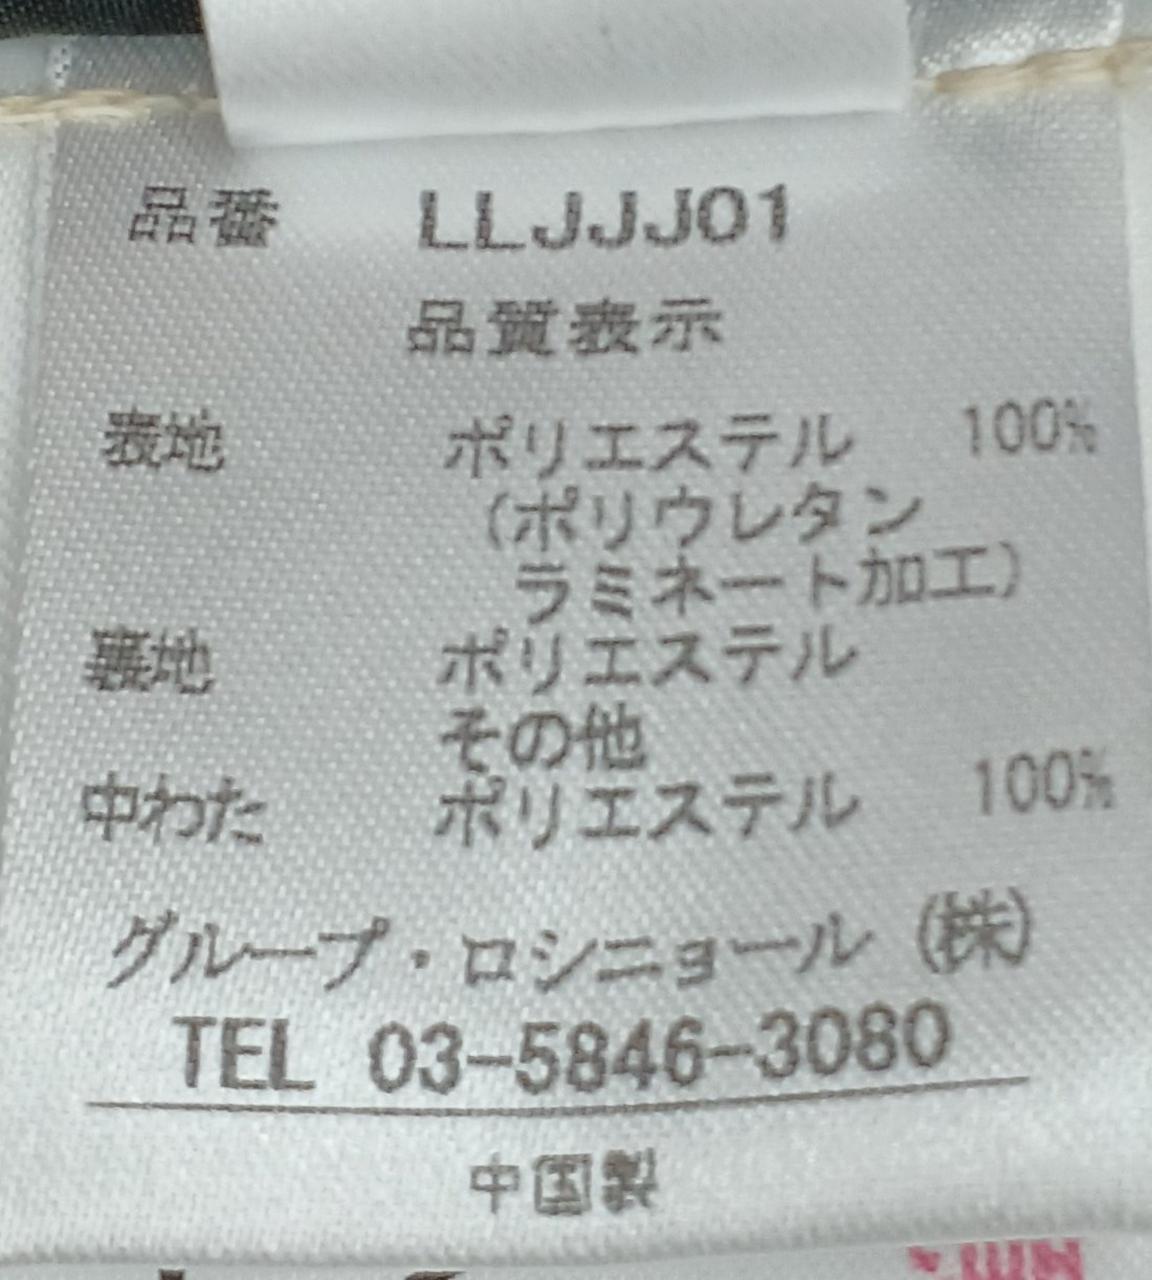 品番 LLJJJ01
品質表示
表地 ポリエステル 100%
(ポリウレタン
ラミネート加工)
裏地 ポリエステル
その他
中わた ポリエステル 100%
グループ・ロシニョール(株)
TEL 03-5846-3080
中国製